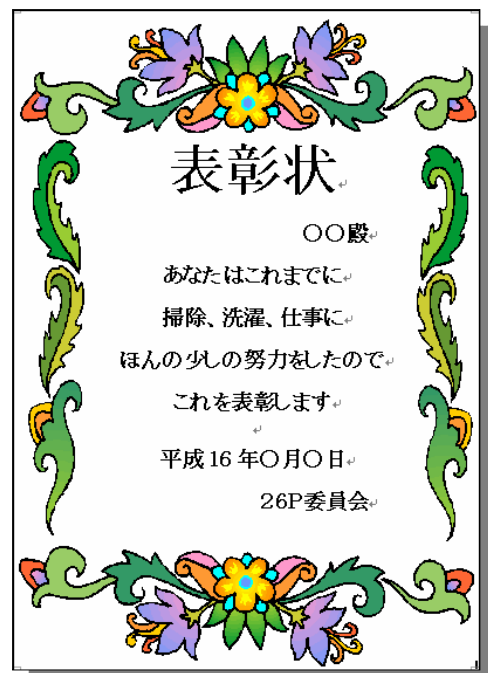 表彰状
〇〇殿
あなたはこれまでに
掃除、洗濯、仕事に
ほんの少しの努力をしたので
これを表彰します
平成16年〇月〇日
26P委員会